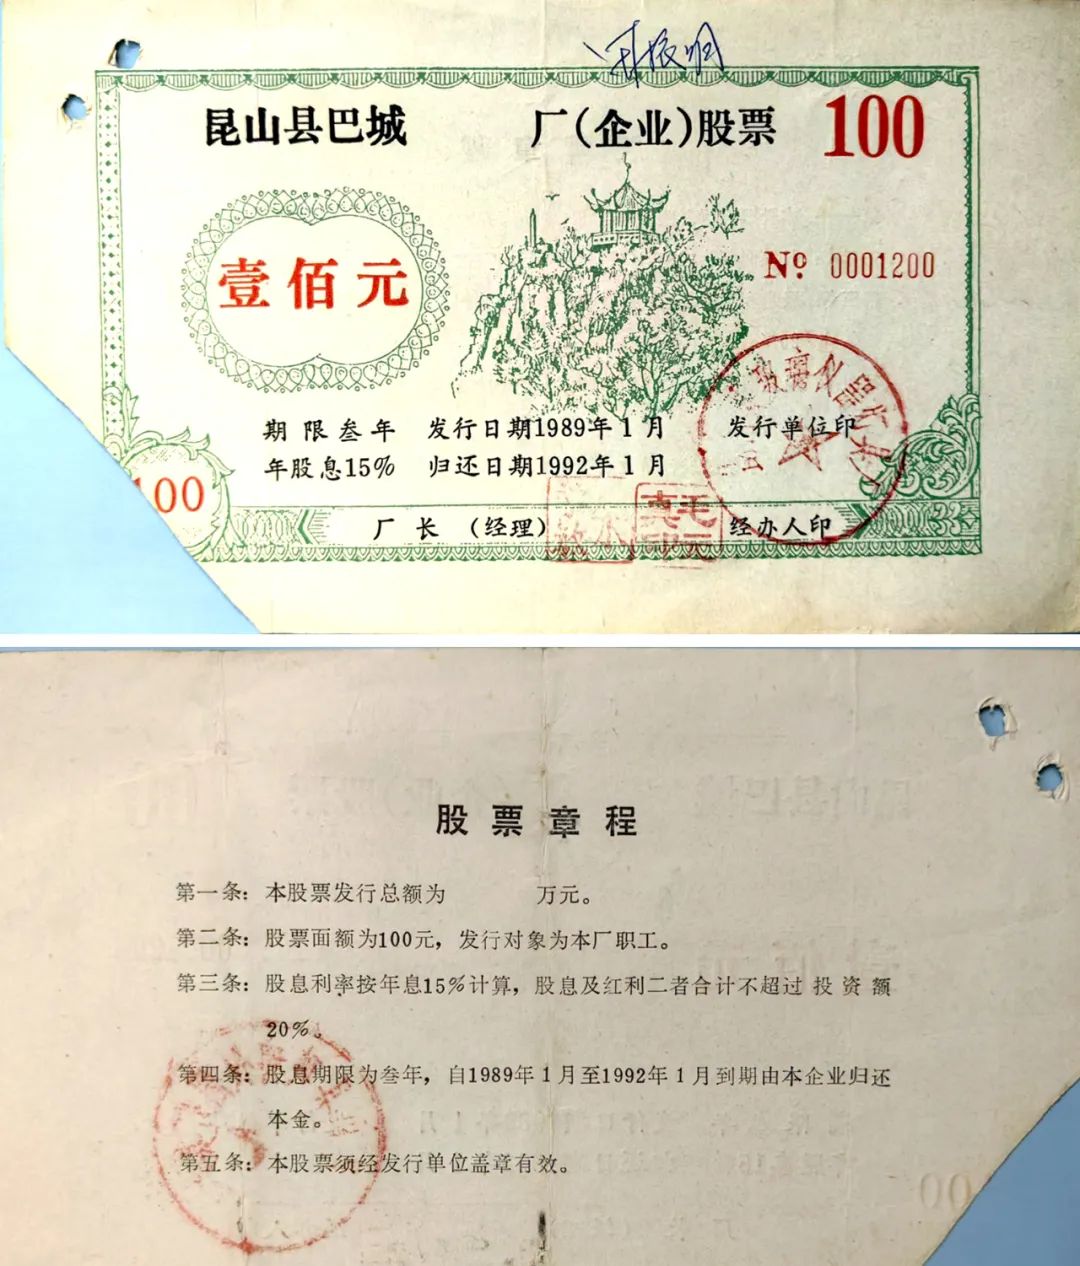 昆山县巴城 厂(企业)股票 100
壹佰元
№ 0001200
期限叁年 发行日期1989年1月 发行单位印
年股息15% 归还日期1992年1月
100
厂长 (经理) 经办人印
玻璃仪器
毛元
印
股票章程
第一条：本股票发行总额为 万元。
第二条：股票面额为100元，发行对象为本厂职工。
第三条：股息利率按年息15%计算，股息及红利二者合计不超过投资额
20%。
第四条：股息期限为叁年，自1989年1月至1992年1月到期由本企业归还
本金。
第五条：本股票须经发行单位盖章有效。